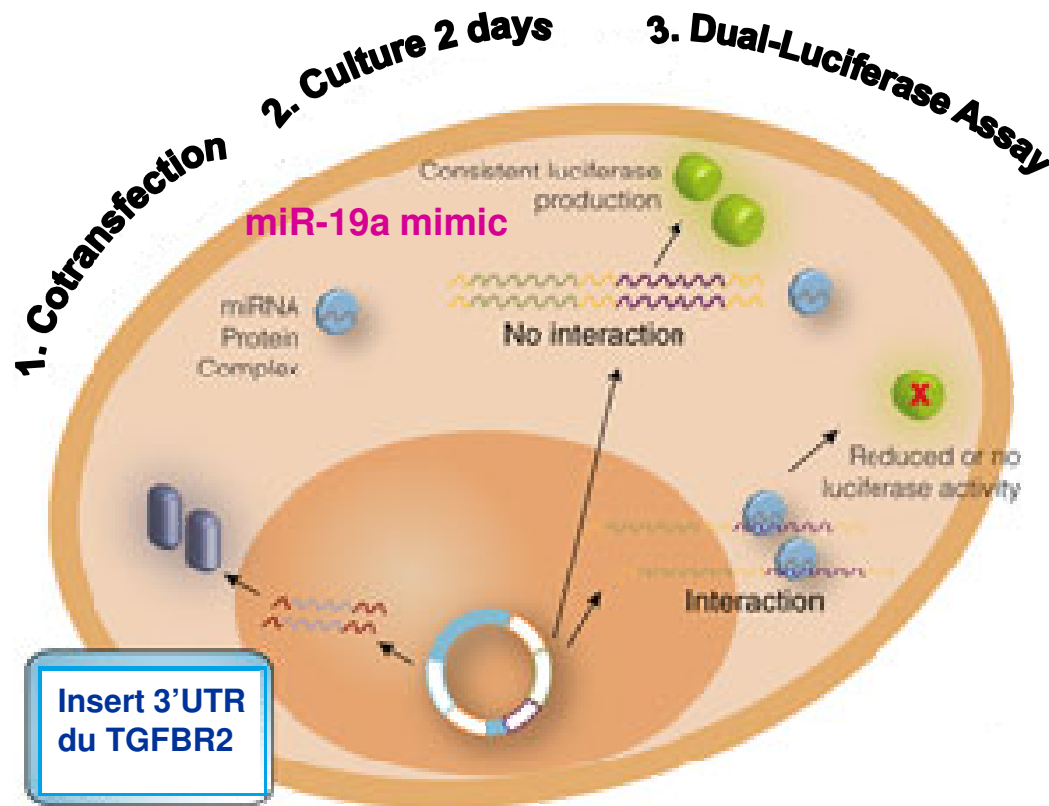 1. Cotransfection
2. Culture 2 days
3. Dual-Luciferase Assay
Consistent luciferase
production
miR-19a mimic
miRNA
Protein
Complex
No interaction
X
Reduced or no
luciferase activity
Interaction
Insert 3’UTR
du TGFBR2